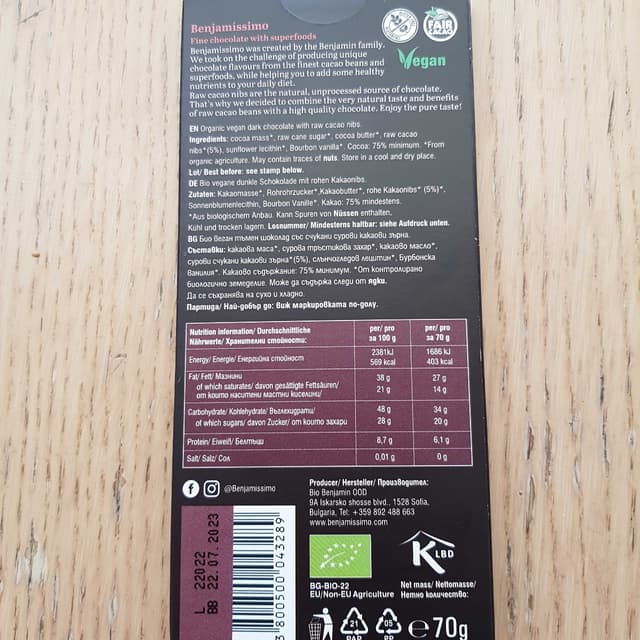 Benjamissimo
Fine chocolate with superfoods
Benjamissimo was created by the Benjamin family.
We took on the challenge of producing unique
chocolate flavours from the finest cacao beans and
superfoods, while helping you to add some healthy
nutrients to your daily diet.
Raw cacao nibs are the natural, unprocessed source of chocolate.
That's why we decided to combine the very natural taste and benefits
of raw cacao beans with a high quality chocolate. Enjoy the pure taste!
FAIR
Vegan
EN Organic vegan dark chocolate with raw cacao nibs.
Ingredients: cocoa mass*, raw cane sugar*, cocoa butter*, raw cacao
nibs*(5%), sunflower lecithin*, Bourbon vanilla*. Cocoa: 75% minimum. *From
organic agriculture. May contain traces of nuts. Store in a cool and dry place.
Lot/ Best before: see stamp below.
DE Bio vegane dunkle Schokolade mit rohen Kakaonibs.
Zutaten: Kakaomasse*, Rohrohrzucker*,Kakaobutter*, rohe Kakaonibs* (5%)*,
Sonnenblumenlecithin, Bourbon Vanille*. Kakao: 75% mindestens.
*Aus biologischem Anbau. Kann Spuren von Nüssen enthalten.
Kühl und trocken lagern. Losnummer/ Mindestens haltbar: siehe Aufdruck unten.
BG Био веган тъмен шоколад със счукани сурови какаови зърна.
Съставки: какаова маса*, сурова тръстикова захар*, какаово масло*,
сурови счукани какаови зърна*(5%), слънчогледов лецитин*, Бурбонска
ванилия*. Какаово съдържание: 75% минимум. *От контролирано
биологично земеделие. Може да съдържа следи от ядки.
Да се съхранява на сухо и хладно.
Партида/ Най-добър до: виж маркировката по-долу.
Nutrition information/ Durchschnittliche
Nährwerte/ Хранителни стойности:
per/ pro
за 100 g
per/ pro
за 70 g
Energy/ Energie/ Енергийна стойност
2381kJ
569 kcal
1686 kJ
403 kcal
Fat/ Fett/ Мазнини
38 g
27 g
of which saturates/ davon gesättigte Fettsäuren/
от които наситени мастни киселини/
21 g
14 g
Carbohydrate/ Kohlehydrate/ Въглехидрати/
48 g
34 g
of which sugars/ davon Zucker/ от които захари
28 g
20 g
Protein/ Eiweiß/ Белтъци
8,7 g
6,1 g
Salt/ Salz/ Сол
0,01 g
0 g
@Benjamissimo
Producer/ Hersteller/ Производител:
Bio Benjamin OOD
9A Iskarsko shosse blvd., 1528 Sofia,
Bulgaria, Tel: +359 892 488 663
www.benjamissimo.com
L 22022
BB 22.07.2023
3 800500 043289
BG-BIO-22
EU/Non-EU Agriculture
K LBD
Net mass/ Nettomasse/
Нетно количество:
21
PAP
05
PP
e 70g